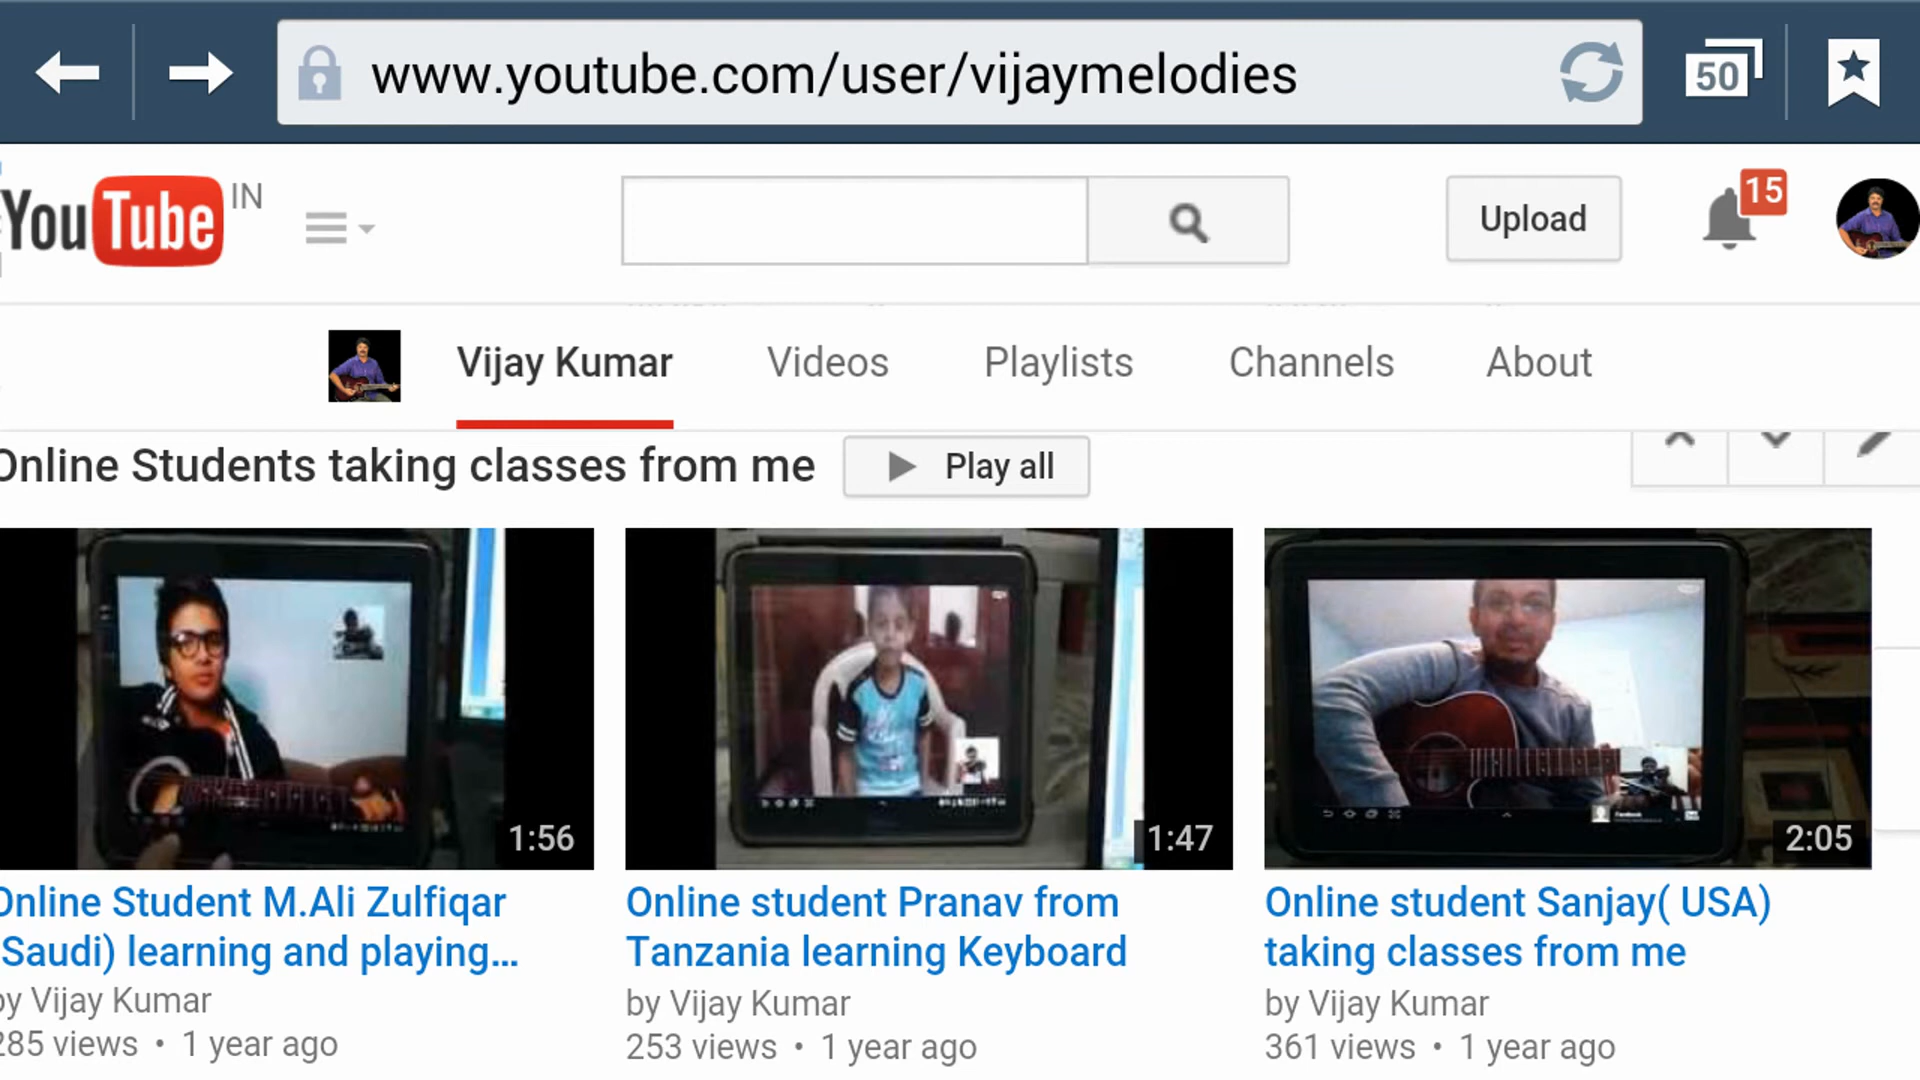 www.youtube.com/user/vijaymelodies
50
YouTube IN
Upload
15
Vijay Kumar Videos Playlists Channels About
Online Students taking classes from me
Play all
1:56
1:47
2:05
Online Student M.Ali Zulfiqar
(Saudi) learning and playing...
by Vijay Kumar
285 views • 1 year ago
Online student Pranav from
Tanzania learning Keyboard
by Vijay Kumar
253 views • 1 year ago
Online student Sanjay( USA)
taking classes from me
by Vijay Kumar
361 views • 1 year ago